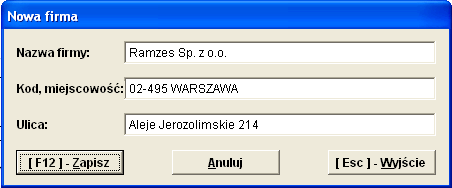 Nowa firma
Nazwa firmy: Ramzes Sp. z o.o.
Kod, miejscowość: 02-495 WARSZAWA
Ulica: Aleje Jerozolimskie 214
[ F12 ] - Zapisz Anuluj [ Esc ] - Wyjście